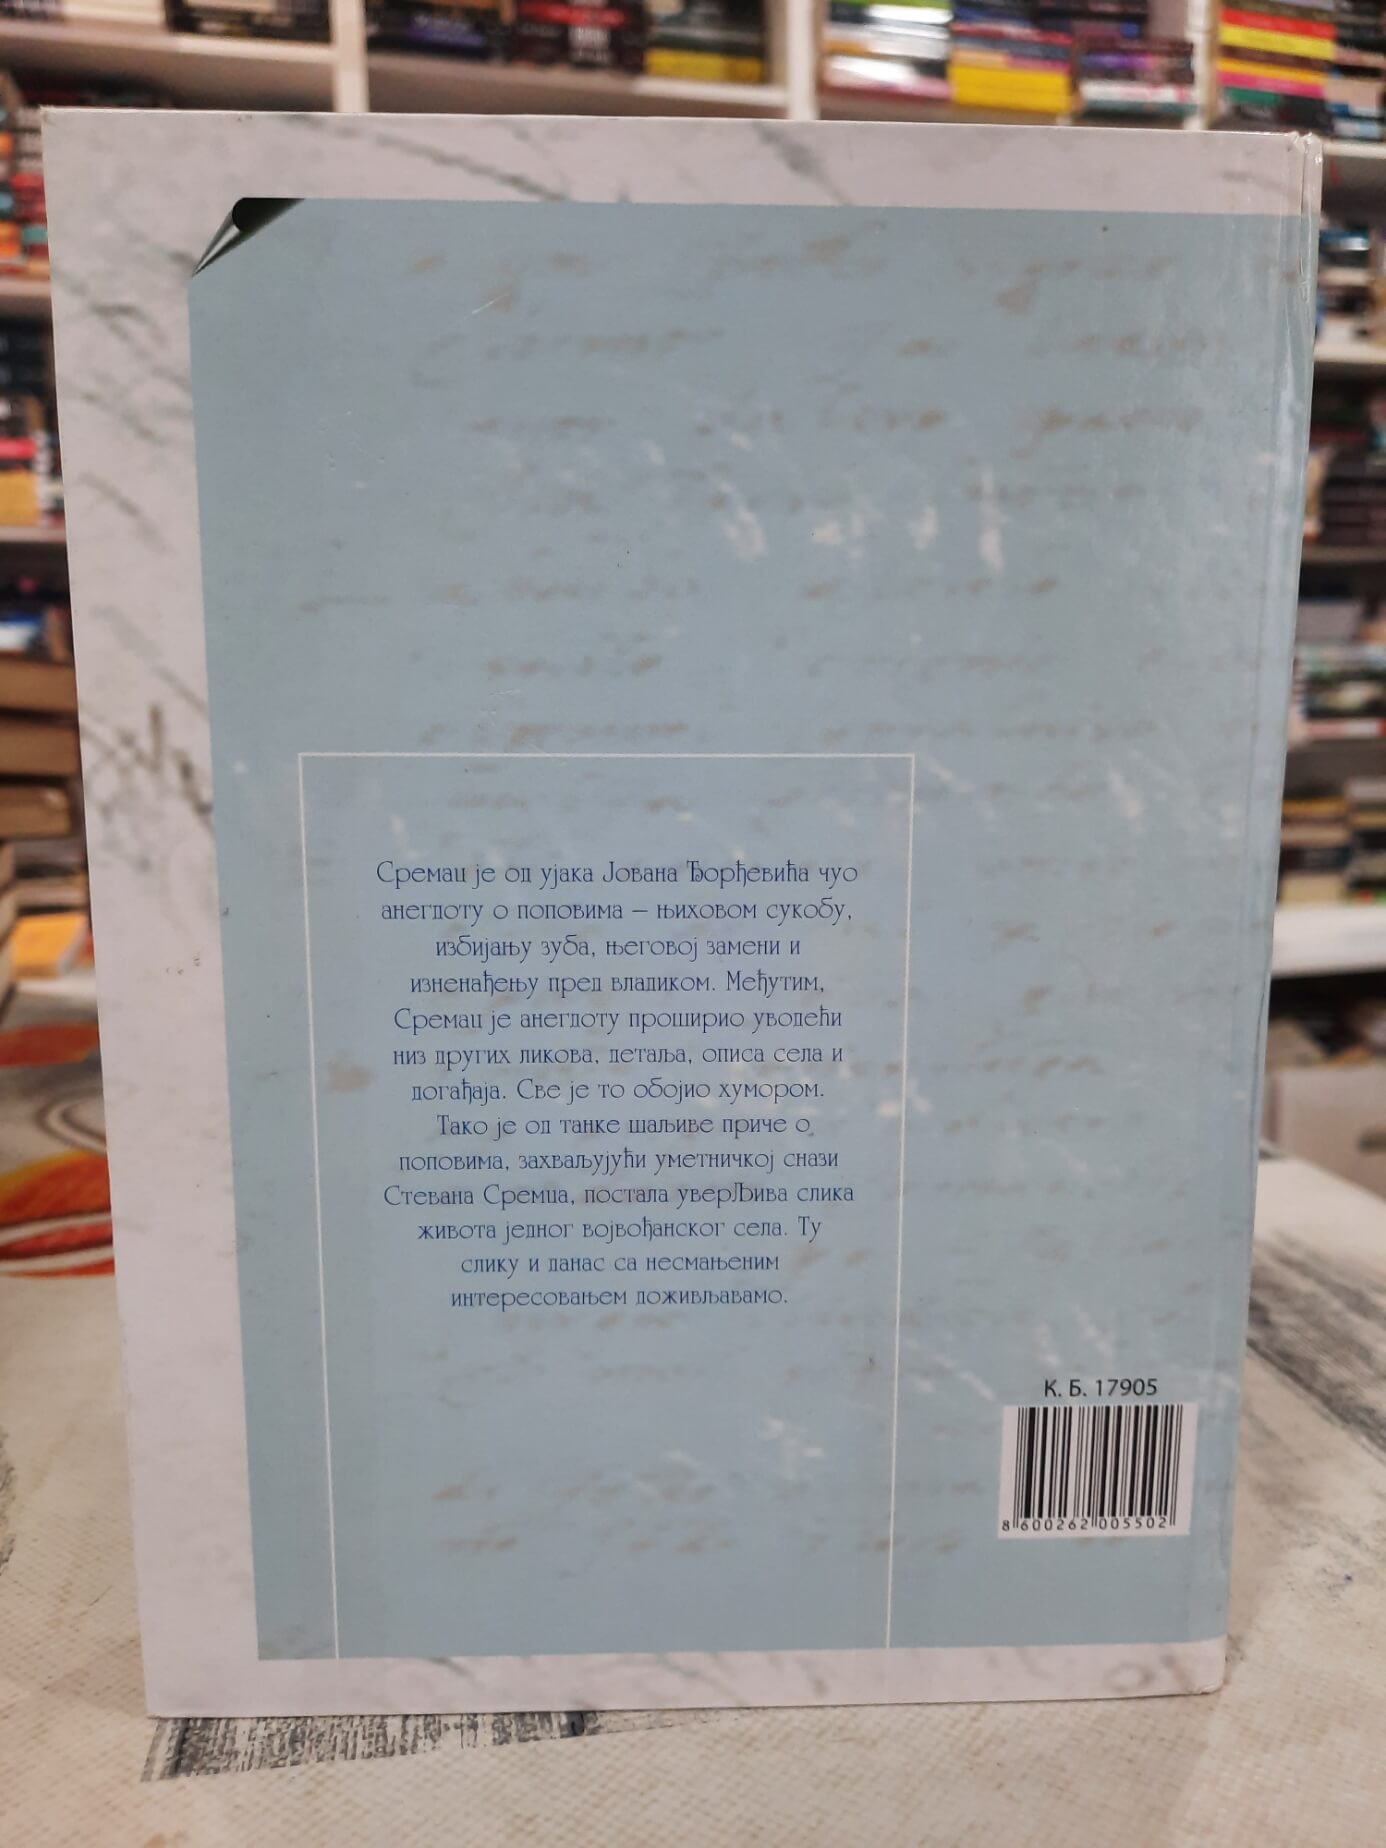 Сремац је од ујака Јована Ђорђевића чуо
анегдоту о поповима – њиховом сукобу,
избијању зуба, његовој замени и
изненађењу пред владиком. Међутим,
Сремац је анегдоту проширио уводећи
низ других ликова, детаља, описа села и
догађаја. Све је то обојио хумором.
Тако је од танке шаљиве приче о
поповима, захваљујући уметничкој снази
Стевана Сремца, постала уверЉива слика
живота једног војвођанског села. Ту
слику и данас са несмањеним
интересовањем доживљавамо.
К. Б. 17905
8 600262 005502